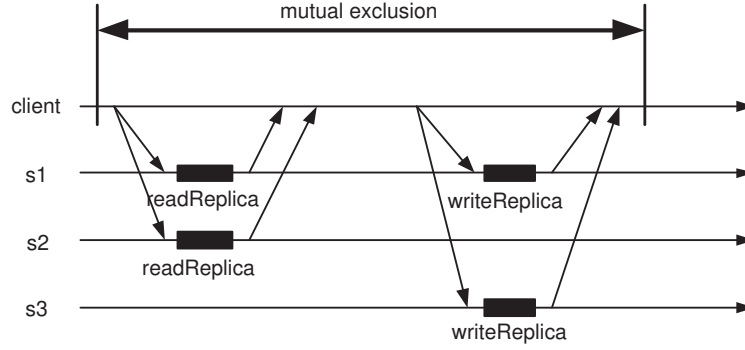 mutual exclusion
client
s1
readReplica
writeReplica
s2
readReplica
s3
writeReplica